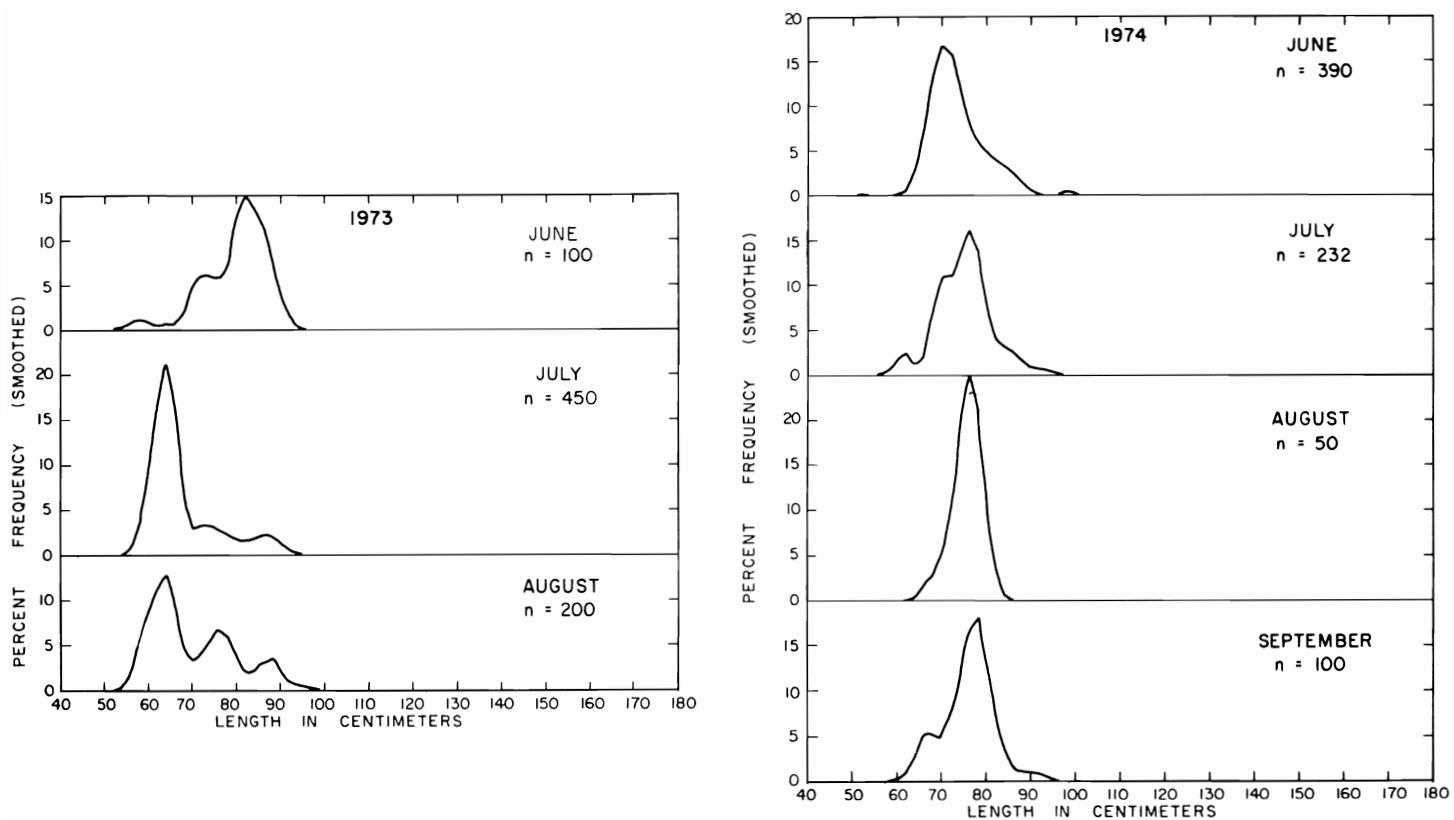 1973
15
10
5
0
JUNE
n = 100
20
15
10
5
0
JULY
n = 450
10
5
0
AUGUST
n = 200
PERCENT FREQUENCY (SMOOTHED)
40 50 60 70 80 90 100 110 120 130 140 150 160 170 180
LENGTH IN CENTIMETERS
1974
20
15
10
5
0
JUNE
n = 390
15
10
5
0
JULY
n = 232
20
15
10
5
0
AUGUST
n = 50
15
10
5
0
SEPTEMBER
n = 100
PERCENT FREQUENCY (SMOOTHED)
40 50 60 70 80 90 100 110 120 130 140 150 160 170 180
LENGTH IN CENTIMETERS